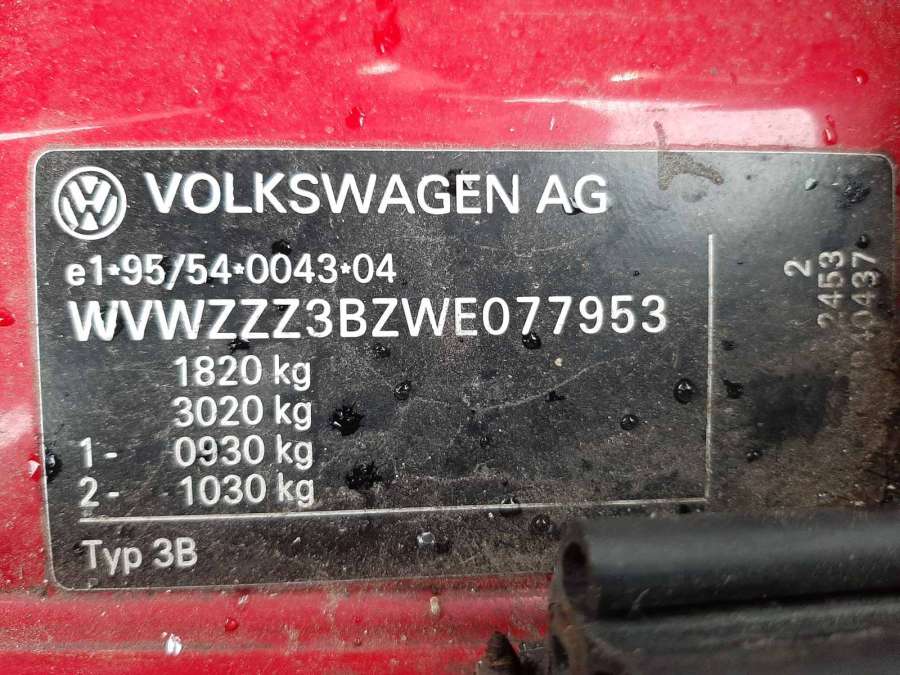 VOLKSWAGEN AG
e1*95/54*0043*04
WVWZZZ3BZWE077953
1820 kg
3020 kg
1- 0930 kg
2- 1030 kg
Typ 3B
2
2453